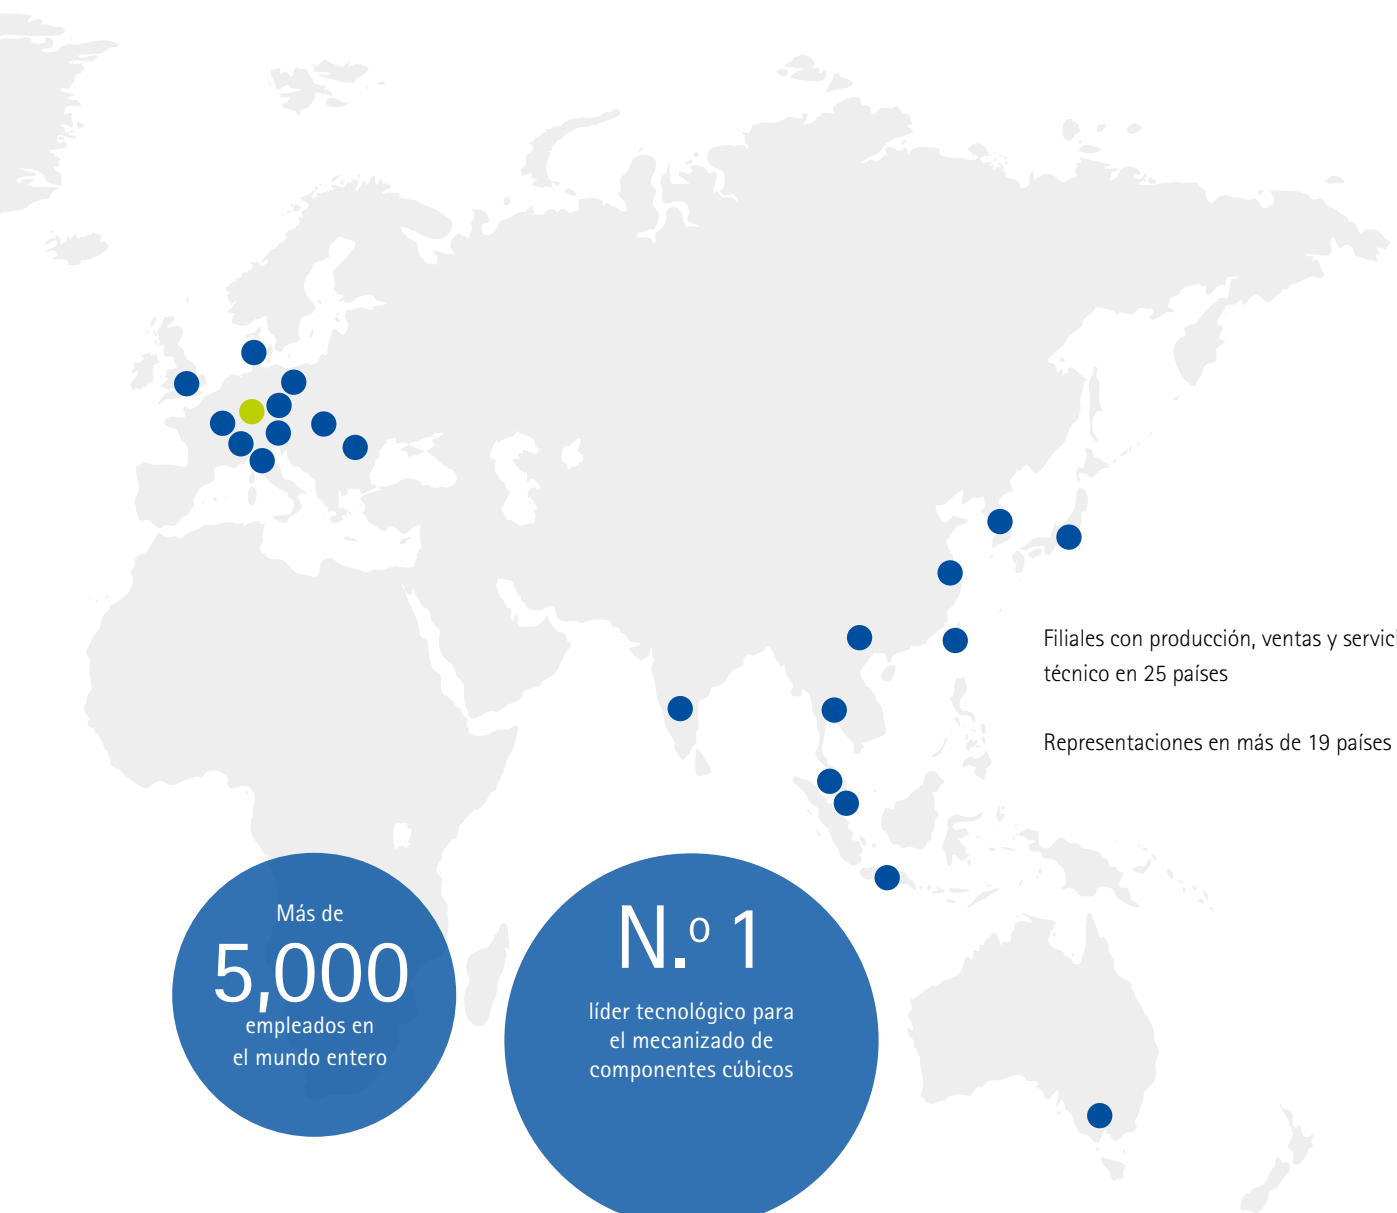 Filiales con producción, ventas y servici
técnico en 25 países
Representaciones en más de 19 países
Más de
5,000
empleados en
el mundo entero
N.º 1
líder tecnológico para
el mecanizado de
componentes cúbicos